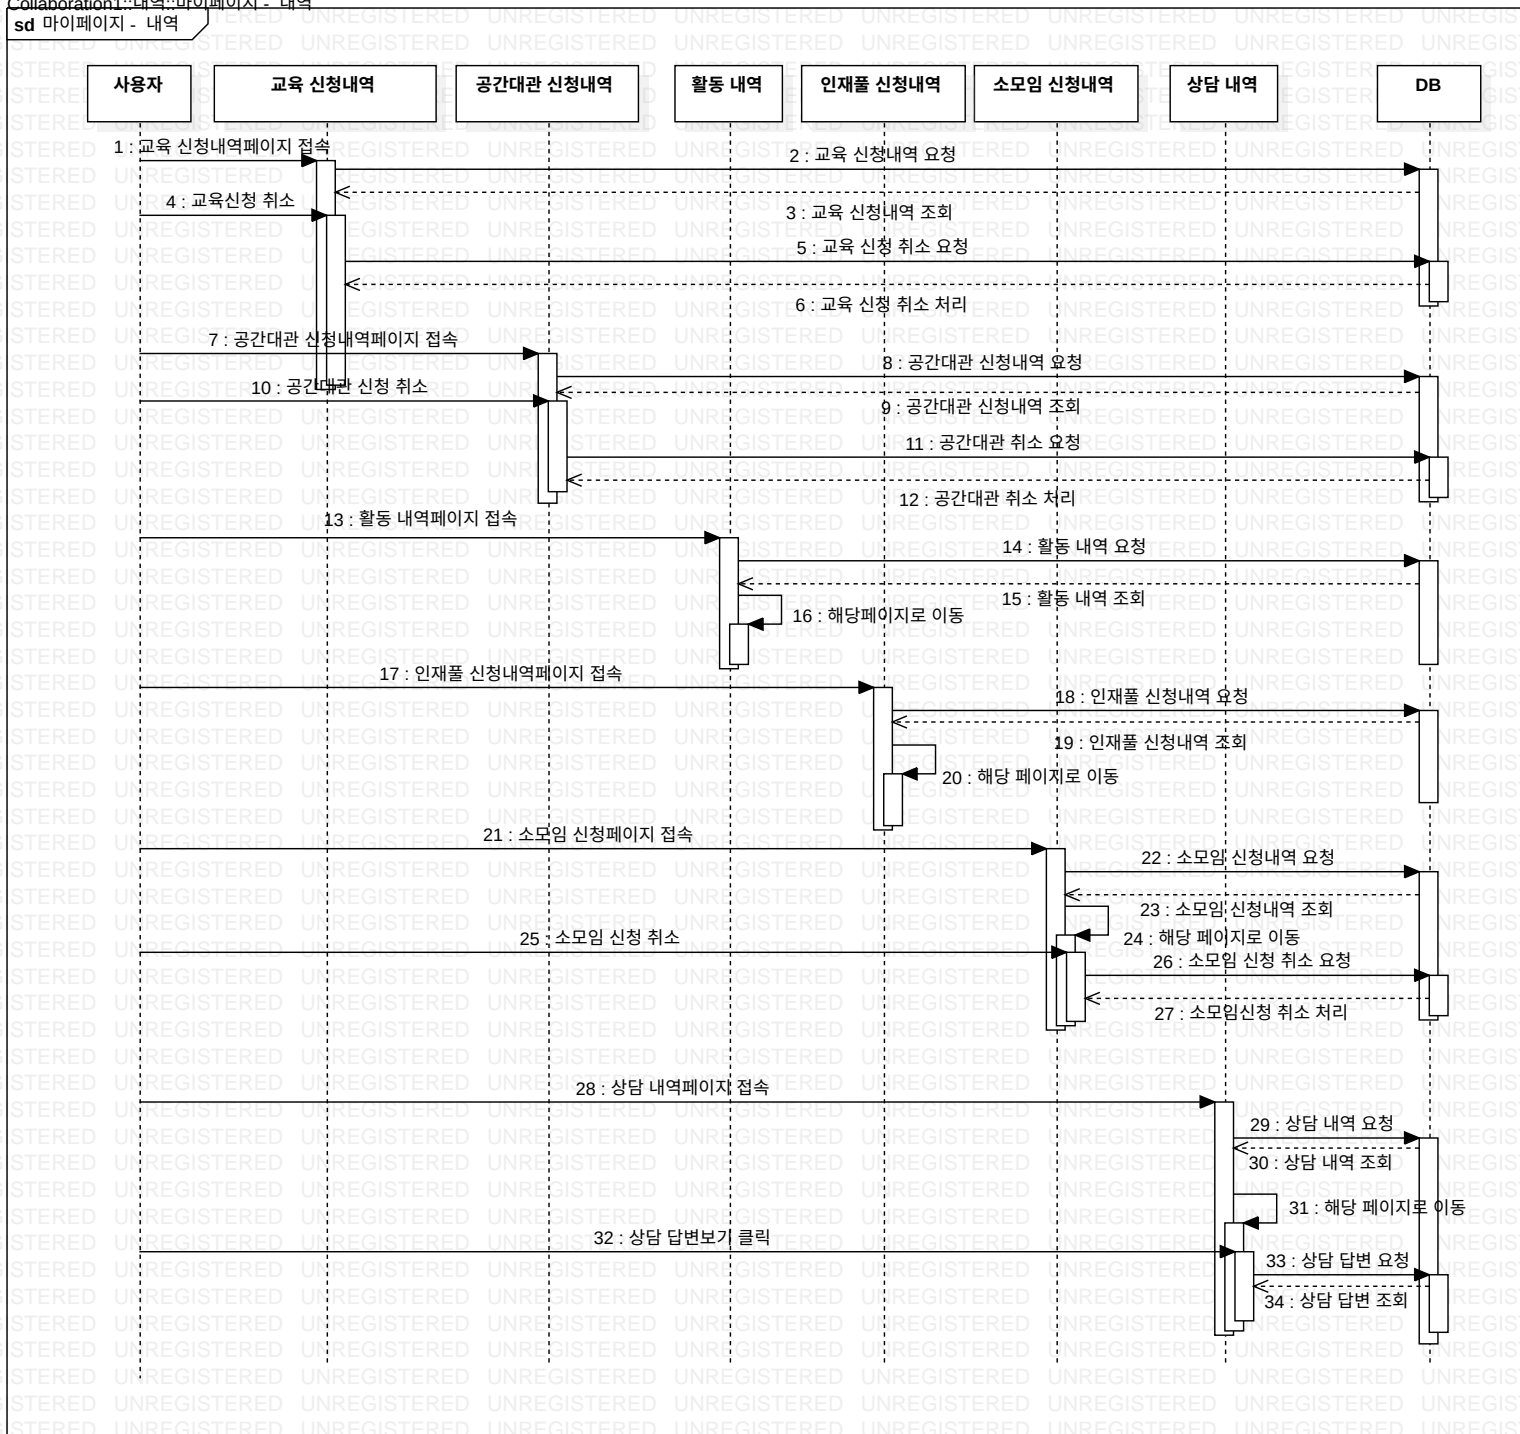 Collaboration1::내역::마이페이지 -  내역
sd 마이페이지 -  내역
사용자
교육 신청내역
공간대관 신청내역
활동 내역
인재풀 신청내역
소모임 신청내역
상담 내역
DB
1 : 교육 신청내역페이지 접속
2 : 교육 신청내역 요청
3 : 교육 신청내역 조회
4 : 교육신청 취소
5 : 교육 신청 취소 요청
6 : 교육 신청 취소 처리
7 : 공간대관 신청내역페이지 접속
8 : 공간대관 신청내역 요청
9 : 공간대관 신청내역 조회
10 : 공간대관 신청 취소
11 : 공간대관 취소 요청
12 : 공간대관 취소 처리
13 : 활동 내역페이지 접속
14 : 활동 내역 요청
15 : 활동 내역 조회
16 : 해당페이지로 이동
17 : 인재풀 신청내역페이지 접속
18 : 인재풀 신청내역 요청
19 : 인재풀 신청내역 조회
20 : 해당 페이지로 이동
21 : 소모임 신청페이지 접속
22 : 소모임 신청내역 요청
23 : 소모임 신청내역 조회
24 : 해당 페이지로 이동
25 : 소모임 신청 취소
26 : 소모임 신청 취소 요청
27 : 소모임신청 취소 처리
28 : 상담 내역페이지 접속
29 : 상담 내역 요청
30 : 상담 내역 조회
31 : 해당 페이지로 이동
32 : 상담 답변보기 클릭
33 : 상담 답변 요청
34 : 상담 답변 조회
UNREGISTERED